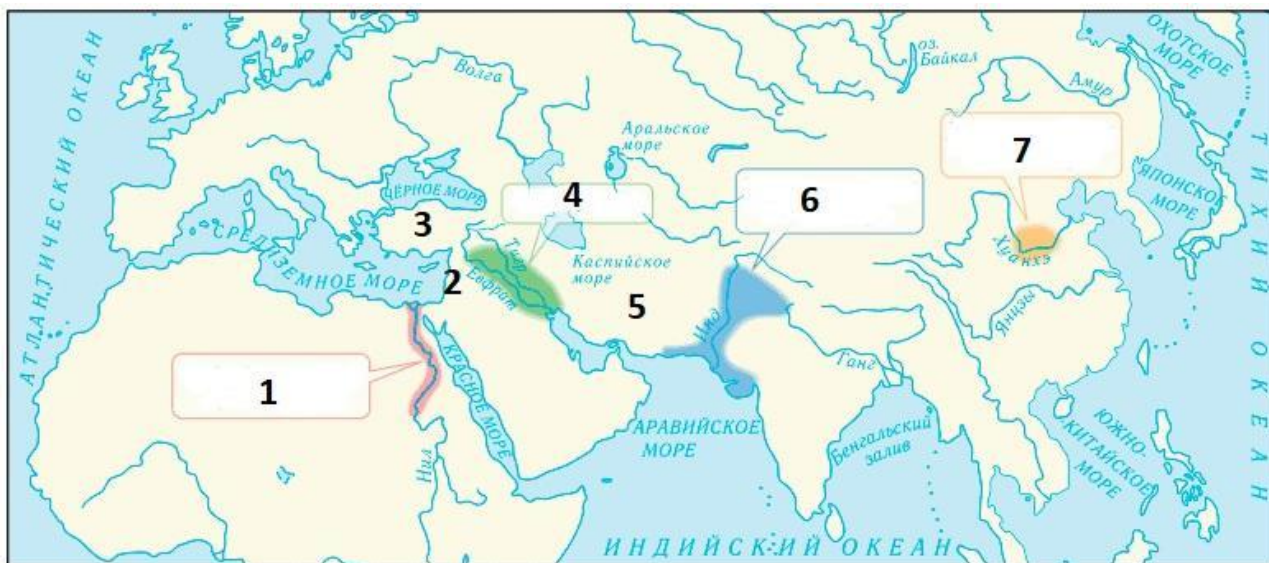 АТЛАНТИЧЕСКИЙ ОКЕАН
Волга
оз.
Байкал
Амур
ОХОТСКОЕ
МОРЕ
Аральское
море
7
ЧЁРНОЕ МОРЕ
4
6
ЯПОНСКОЕ
МОРЕ
ТИХИЙ ОКЕАН
3
СРЕДИЗЕМНОЕ МОРЕ
2
Тигр
Евфрат
Каспийское
море
5
Инд
Хуанхэ
Янцзы
Ганг
1
КРАСНОЕ МОРЕ
АРАВИЙСКОЕ
МОРЕ
Бенгальский
залив
ЮЖНО-
КИТАЙСКОЕ
МОРЕ
Ц
Нил
ИНДИЙСКИЙ ОКЕАН